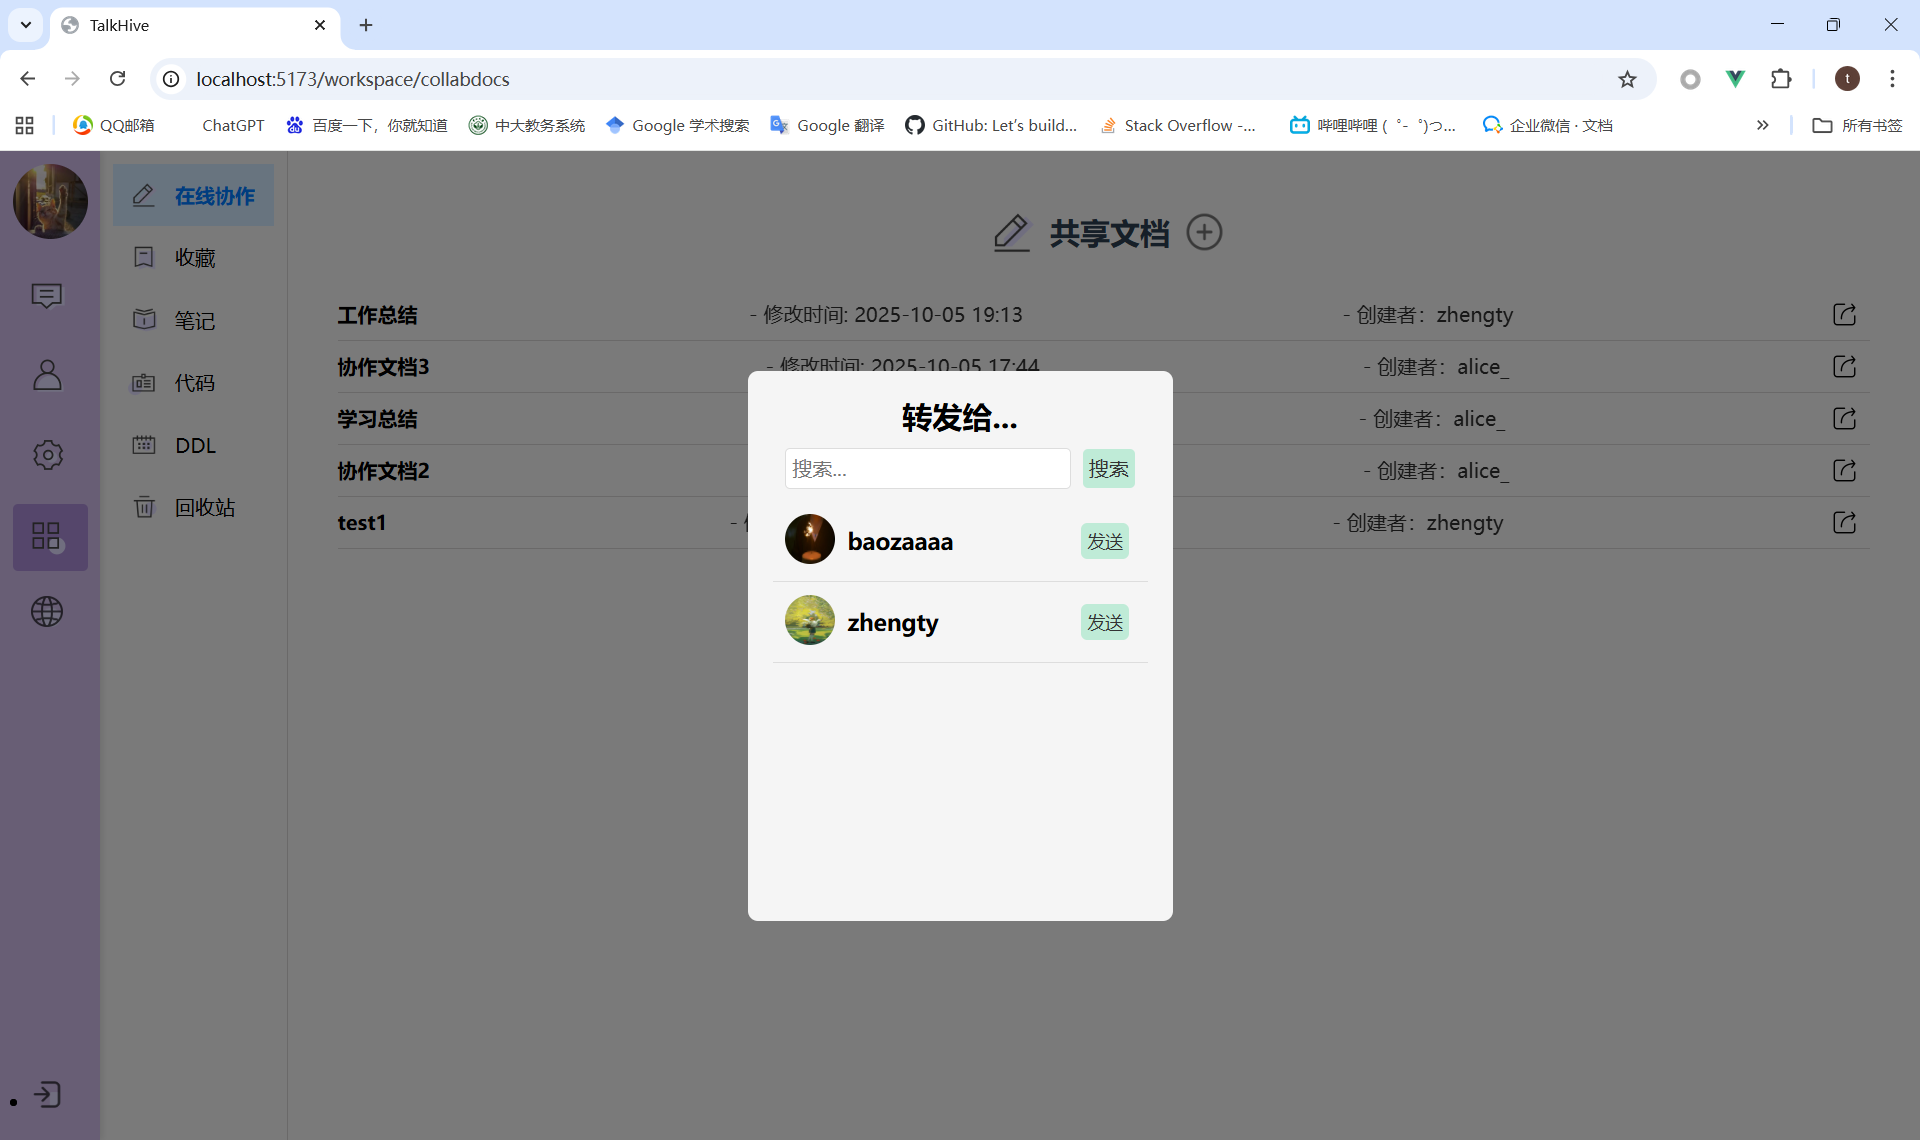 TalkHive
localhost:5173/workspace/collabdocs
t
QQ邮箱
ChatGPT
百度一下，你就知道
中大教务系统
Google 学术搜索
Google 翻译
GitHub: Let's build...
Stack Overflow -...
哔哩哔哩 ( ゜- ゜)つ...
企业微信 · 文档
所有书签
在线协作
收藏
笔记
代码
DDL
回收站
共享文档
工作总结 - 修改时间: 2025-10-05 19:13 - 创建者：zhengty
协作文档3 - 修改时间: 2025-10-05 17:44 - 创建者：alice_
学习总结 - 创建者：alice_
协作文档2 - 创建者：alice_
test1 - - 创建者：zhengty
转发给...
搜索... 搜索
baozaaaa 发送
zhengty 发送